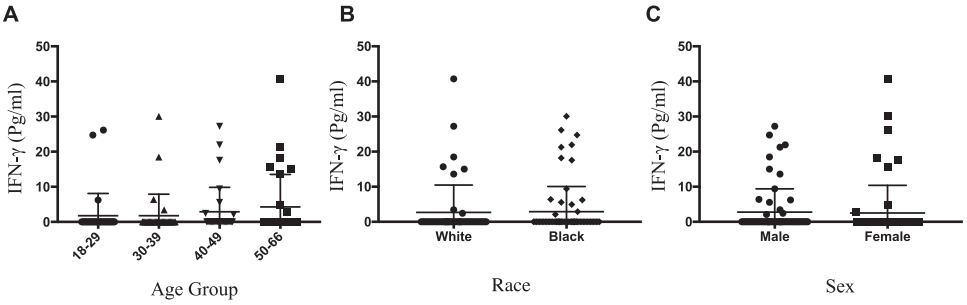 A
IFN-γ (Pg/ml)
50
40
30
20
10
0
18-29
30-39
40-49
50-66
Age Group
B
IFN-γ (Pg/ml)
50
40
30
20
10
0
White
Black
Race
C
IFN-γ (Pg/ml)
50
40
30
20
10
0
Male
Female
Sex